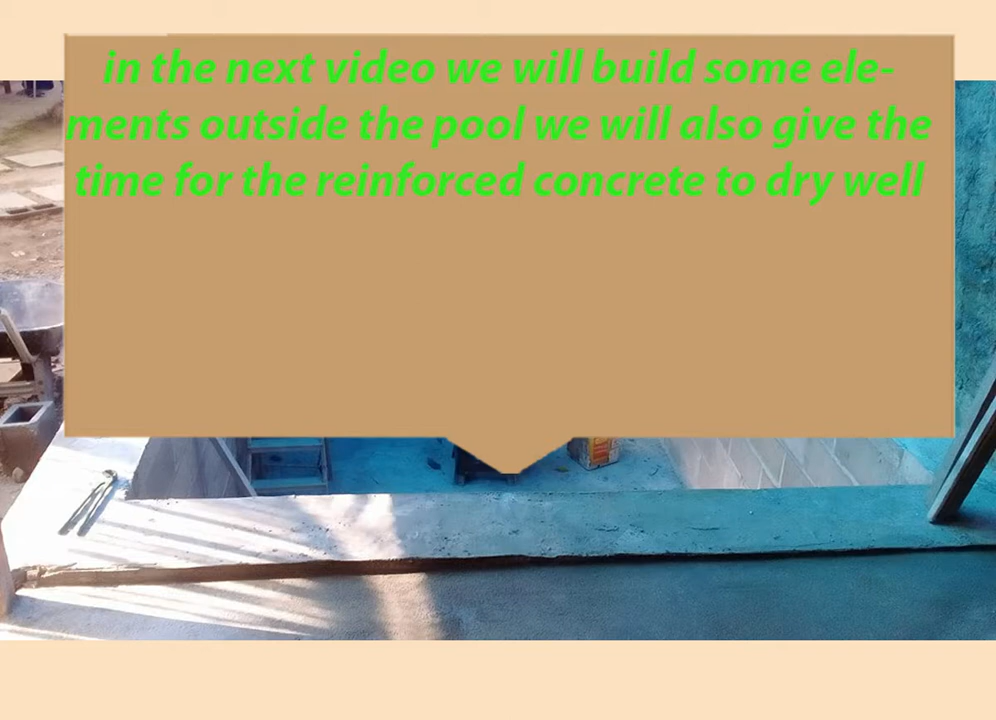 in the next video we will build some ele-
ments outside the pool we will also give the
time for the reinforced concrete to dry well